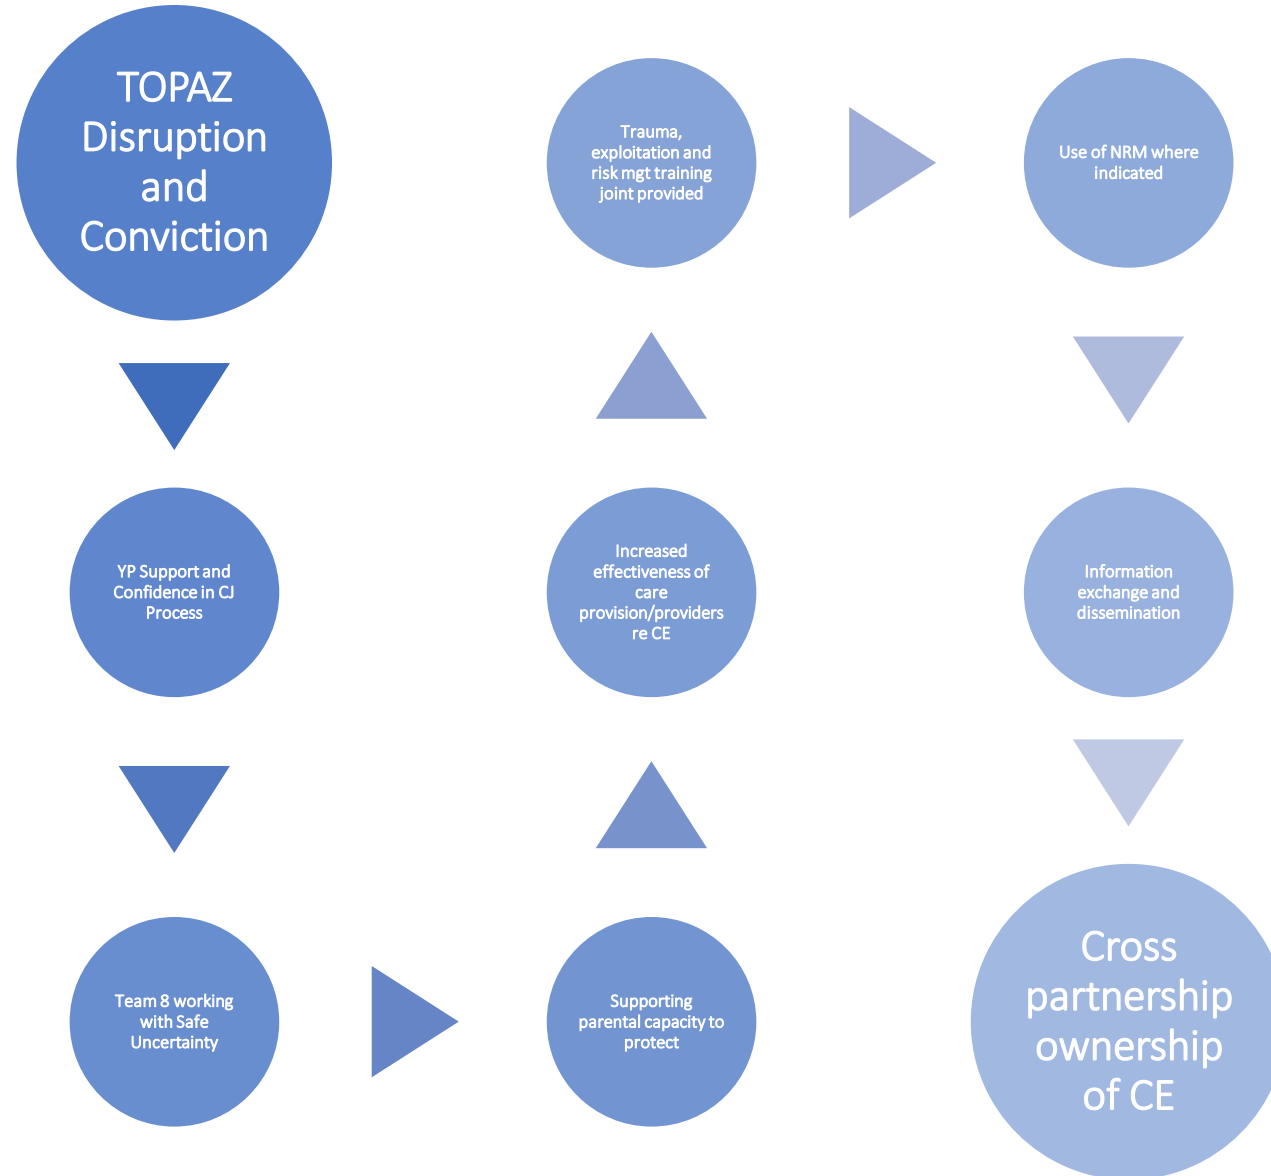 TOPAZ
Disruption
and
Conviction
YP Support and
Confidence in CJ
Process
Team 8 working
with Safe
Uncertainty
Supporting
parental capacity to
protect
Increased
effectiveness of
care
provision/providers
re CE
Trauma,
exploitation and
risk mgt training
joint provided
Use of NRM where
indicated
Information
exchange and
dissemination
Cross
partnership
ownership
of CE